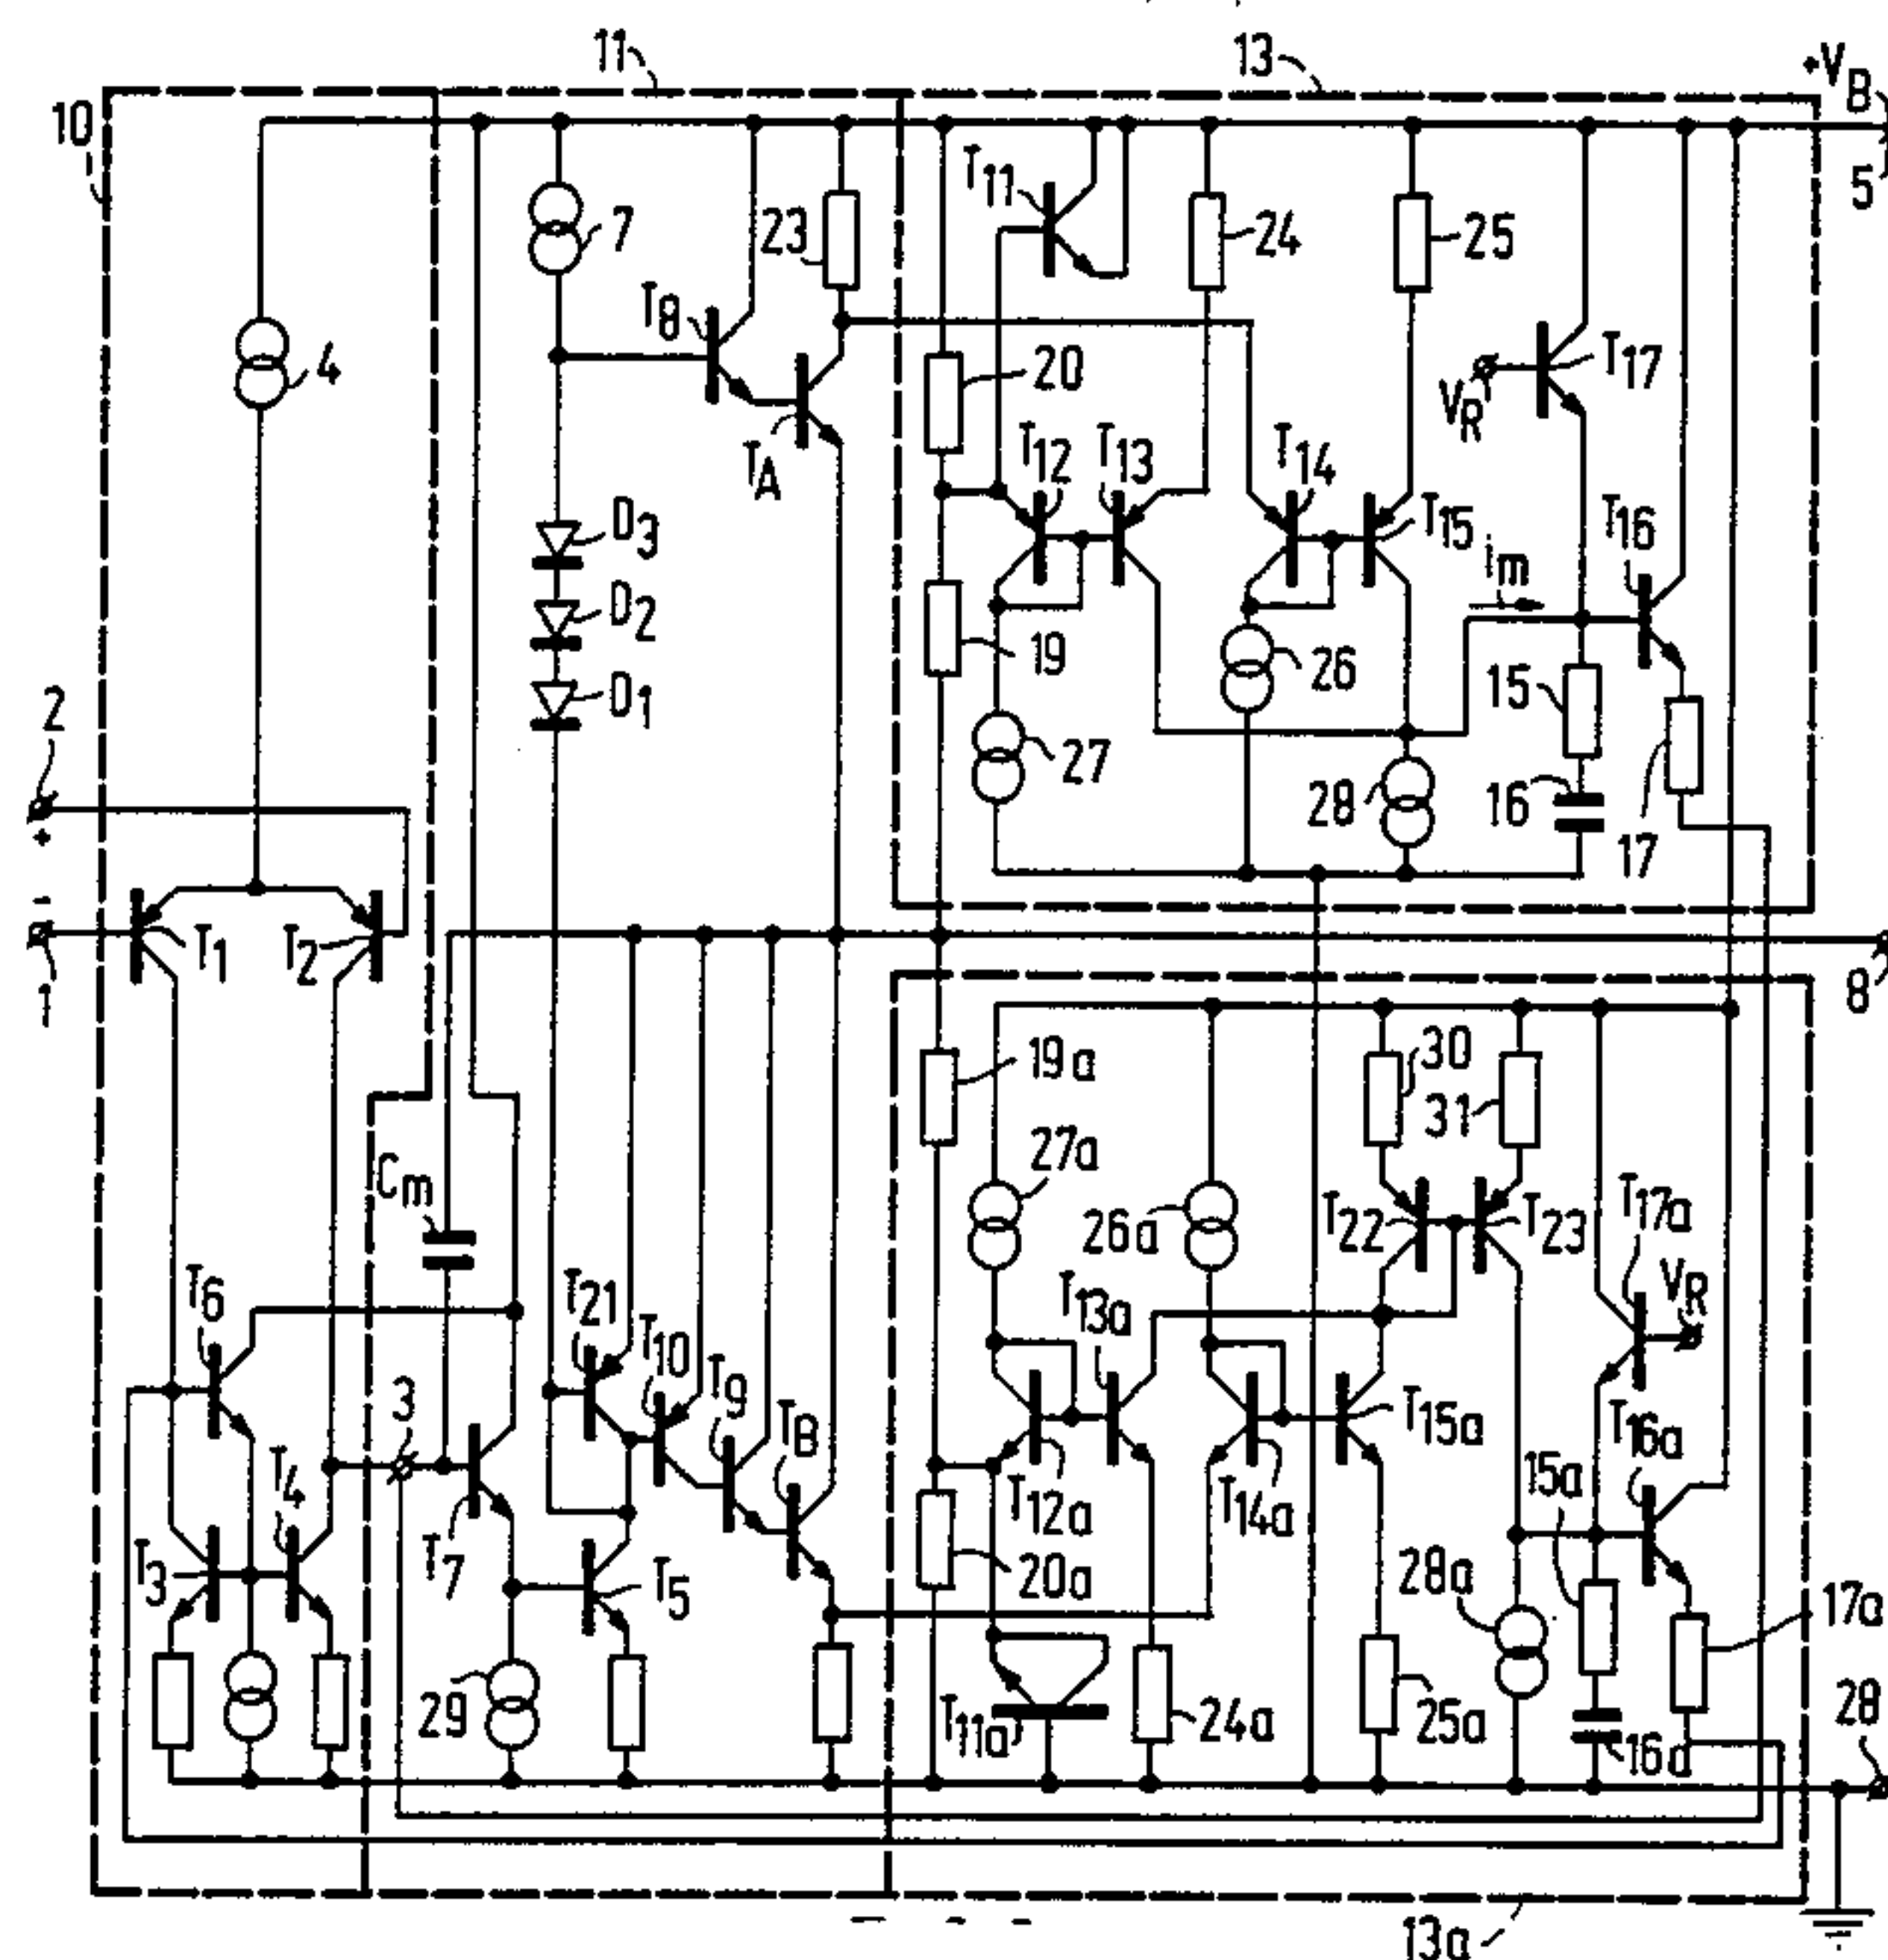 11
13
+VB
10
5
T11
7
23
24
25
T8
4
20
T17
VR
TA
T12
T13
T14
D3
T15
T16
im
D2
19
26
15
D1
2
27
28
16
17
+
-
T1
T2
1
8
19a
30
31
Cm
27a
26a
T22
T23
T17a
VR
T6
T21
T13a
T10
T9
3
TB
T15a
T16a
T4
T12a
T14a
15a
T3
T7
T5
20a
28a
17a
29
T11a
24a
25a
16a
28
13a